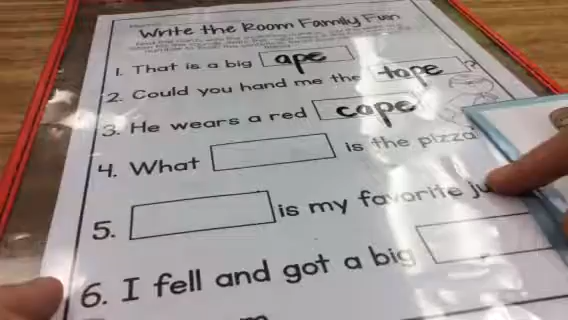 Write the Room Family Fun
1. That is a big ape
2. Could you hand me the tape ?
3. He wears a red cape
4. What is the pizza
5. is my favorite
6. I fell and got a big